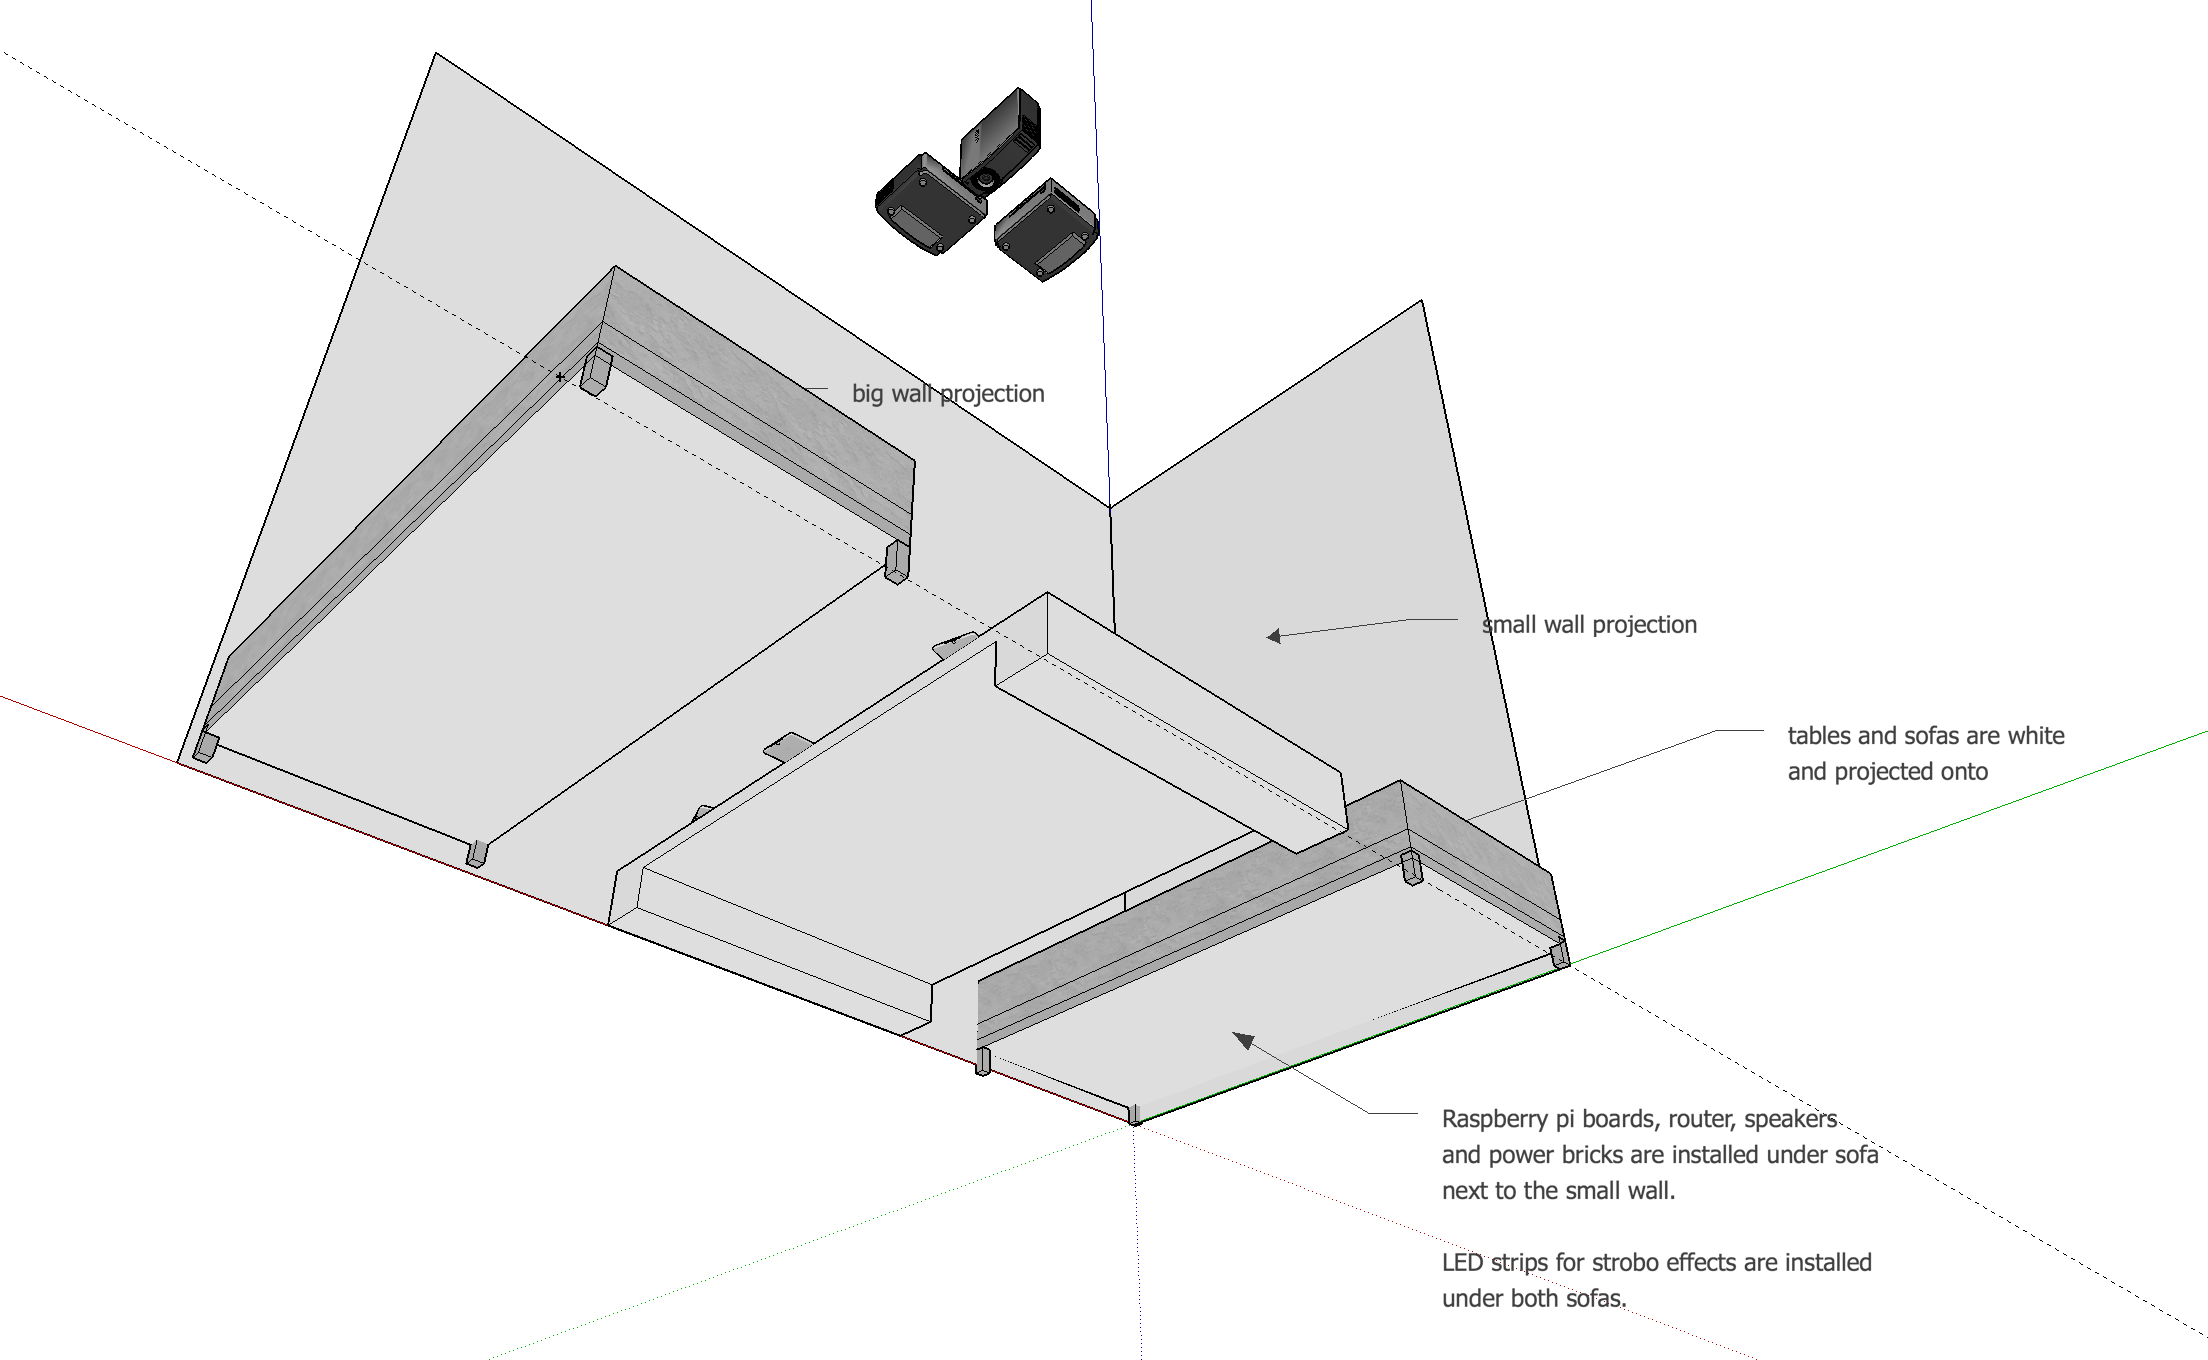 big wall projection
small wall projection
tables and sofas are white
and projected onto
Raspberry pi boards, router, speakers
and power bricks are installed under sofa
next to the small wall.
LED strips for strobo effects are installed
under both sofas.